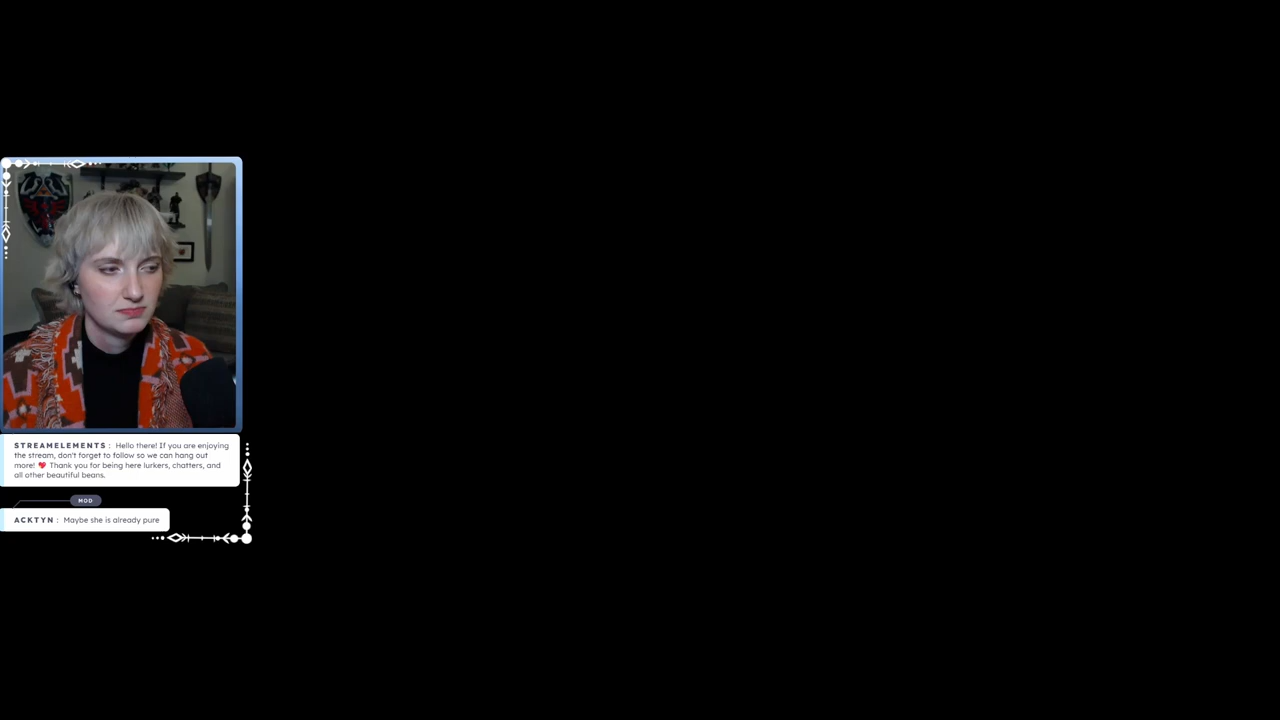 STREAMELEMENTS : Hello there! If you are enjoying
the stream, don't forget to follow so we can hang out
more! 💖 Thank you for being here lurkers, chatters, and
all other beautiful beans.
MOD
ACKTYN : Maybe she is already pure